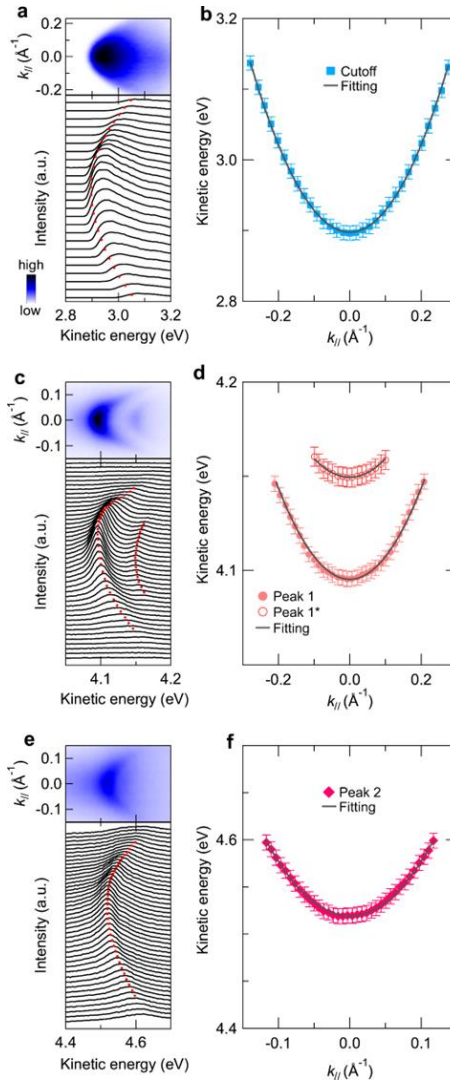 a
k// (Å⁻¹)
0.2
0.0
-0.2
Intensity (a.u.)
high
low
2.8 3.0 3.2
Kinetic energy (eV)
b
Kinetic energy (eV)
3.2
3.0
2.8
Cutoff
Fitting
-0.2 0.0 0.2
k// (Å⁻¹)
c
k// (Å⁻¹)
0.1
0.0
-0.1
Intensity (a.u.)
4.1 4.2
Kinetic energy (eV)
d
Kinetic energy (eV)
4.2
4.1
Peak 1
Peak 1*
Fitting
-0.2 0.0 0.2
k// (Å⁻¹)
e
k// (Å⁻¹)
0.1
0.0
-0.1
Intensity (a.u.)
4.4 4.6
Kinetic energy (eV)
f
Kinetic energy (eV)
4.8
4.6
4.4
Peak 2
Fitting
-0.1 0.0 0.1
k// (Å⁻¹)